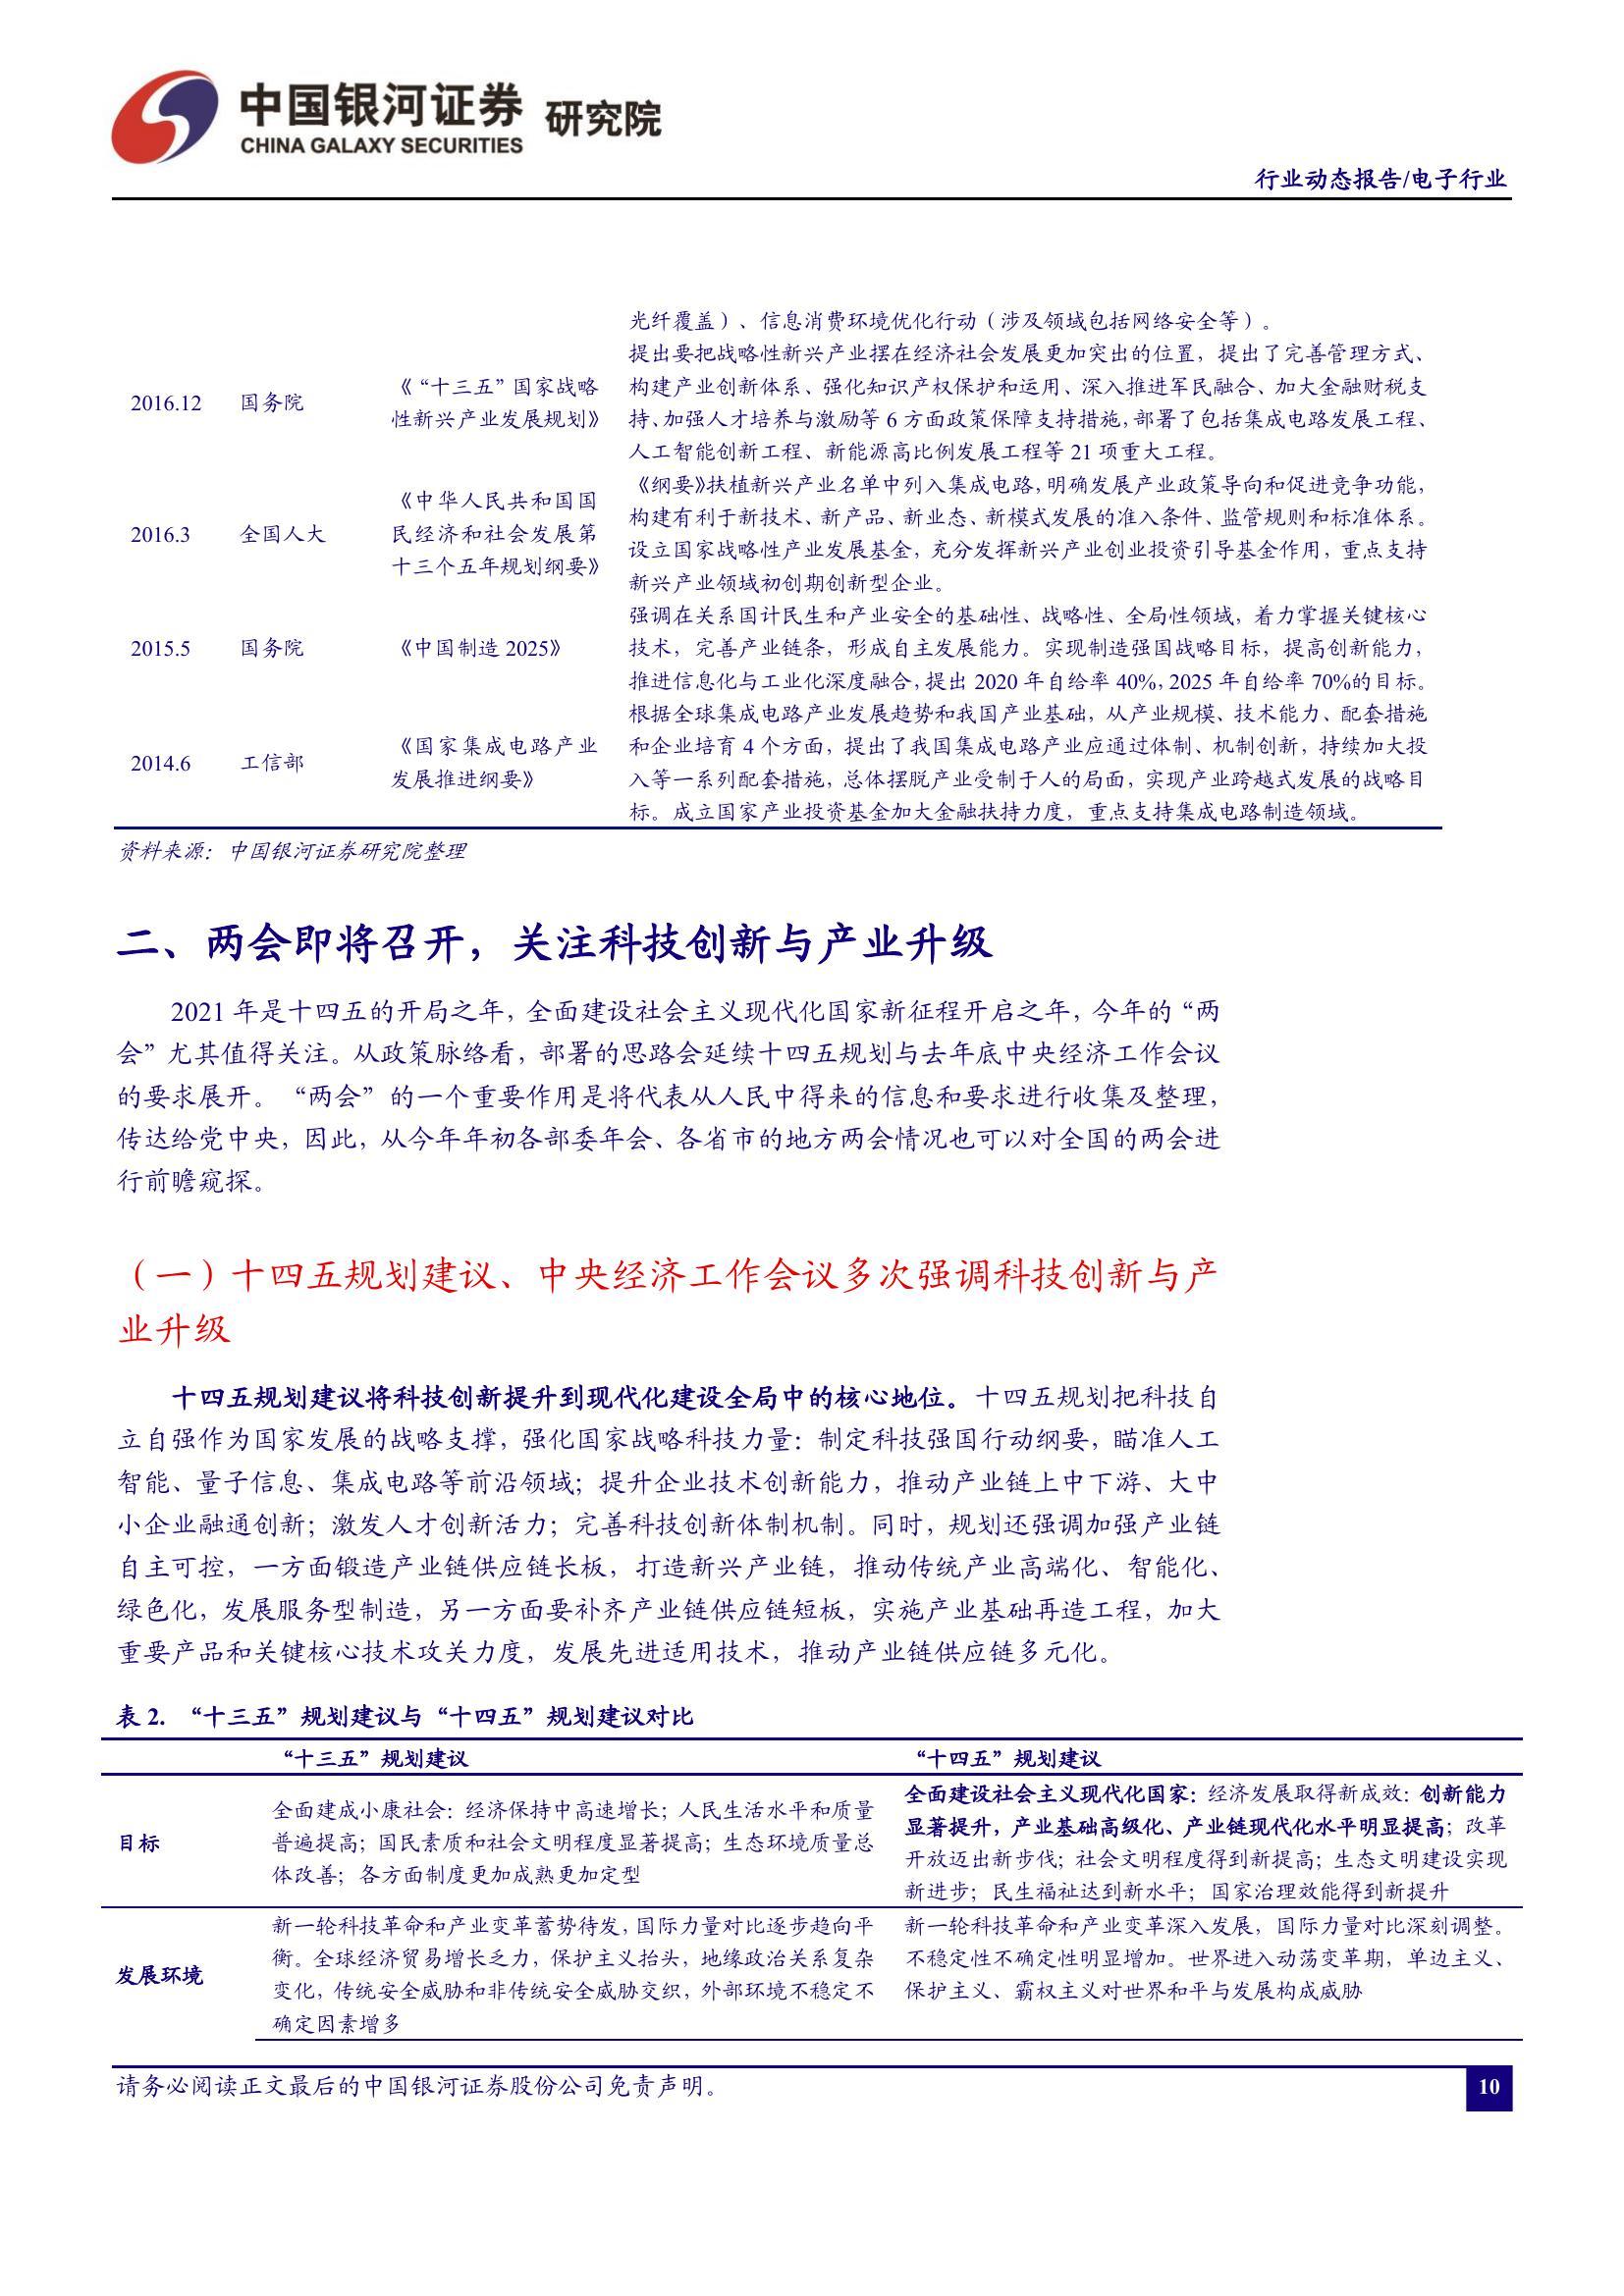 中国银河证券 研究院
CHINA GALAXY SECURITIES
行业动态报告/电子行业
光纤覆盖）、信息消费环境优化行动（涉及领域包括网络安全等）。
2016.12 国务院
《“十三五”国家战略
性新兴产业发展规划》
提出要把战略性新兴产业摆在经济社会发展更加突出的位置，提出了完善管理方式、
构建产业创新体系、强化知识产权保护和运用、深入推进军民融合、加大金融财税支
持、加强人才培养与激励等 6 方面政策保障支持措施，部署了包括集成电路发展工程、
人工智能创新工程、新能源高比例发展工程等 21 项重大工程。
2016.3 全国人大
《中华人民共和国国
民经济和社会发展第
十三个五年规划纲要》
《纲要》扶植新兴产业名单中列入集成电路，明确发展产业政策导向和促进竞争功能，
构建有利于新技术、新产品、新业态、新模式发展的准入条件、监管规则和标准体系。
设立国家战略性产业发展基金，充分发挥新兴产业创业投资引导基金作用，重点支持
新兴产业领域初创期创新型企业。
2015.5 国务院 《中国制造 2025》
强调在关系国计民生和产业安全的基础性、战略性、全局性领域，着力掌握关键核心
技术，完善产业链条，形成自主发展能力。实现制造强国战略目标，提高创新能力，
推进信息化与工业化深度融合，提出 2020 年自给率 40%，2025 年自给率 70%的目标。
2014.6 工信部
《国家集成电路产业
发展推进纲要》
根据全球集成电路产业发展趋势和我国产业基础，从产业规模、技术能力、配套措施
和企业培育 4 个方面，提出了我国集成电路产业应通过体制、机制创新，持续加大投
入等一系列配套措施，总体摆脱产业受制于人的局面，实现产业跨越式发展的战略目
标。成立国家产业投资基金加大金融扶持力度，重点支持集成电路制造领域。
资料来源：中国银河证券研究院整理
二、两会即将召开，关注科技创新与产业升级
2021 年是十四五的开局之年，全面建设社会主义现代化国家新征程开启之年，今年的“两
会”尤其值得关注。从政策脉络看，部署的思路会延续十四五规划与去年底中央经济工作会议
的要求展开。“两会”的一个重要作用是将代表从人民中得来的信息和要求进行收集及整理，
传达给党中央，因此，从今年年初各部委年会、各省市的地方两会情况也可以对全国的两会进
行前瞻窥探。
（一）十四五规划建议、中央经济工作会议多次强调科技创新与产
业升级
十四五规划建议将科技创新提升到现代化建设全局中的核心地位。十四五规划把科技自
立自强作为国家发展的战略支撑，强化国家战略科技力量：制定科技强国行动纲要，瞄准人工
智能、量子信息、集成电路等前沿领域；提升企业技术创新能力，推动产业链上中下游、大中
小企业融通创新；激发人才创新活力；完善科技创新体制机制。同时，规划还强调加强产业链
自主可控，一方面锻造产业链供应链长板，打造新兴产业链，推动传统产业高端化、智能化、
绿色化，发展服务型制造，另一方面要补齐产业链供应链短板，实施产业基础再造工程，加大
重要产品和关键核心技术攻关力度，发展先进适用技术，推动产业链供应链多元化。
表 2. “十三五”规划建议与“十四五”规划建议对比
“十三五”规划建议 “十四五”规划建议
目标
全面建成小康社会：经济保持中高速增长；人民生活水平和质量
普遍提高；国民素质和社会文明程度显著提高；生态环境质量总
体改善；各方面制度更加成熟更加定型
全面建设社会主义现代化国家：经济发展取得新成效：创新能力
显著提升，产业基础高级化、产业链现代化水平明显提高；改革
开放迈出新步伐；社会文明程度得到新提高；生态文明建设实现
新进步；民生福祉达到新水平；国家治理效能得到新提升
发展环境
新一轮科技革命和产业变革蓄势待发，国际力量对比逐步趋向平
衡。全球经济贸易增长乏力，保护主义抬头，地缘政治关系复杂
变化，传统安全威胁和非传统安全威胁交织，外部环境不稳定不
确定因素增多
新一轮科技革命和产业变革深入发展，国际力量对比深刻调整。
不稳定性不确定性明显增加。世界进入动荡变革期，单边主义、
保护主义、霸权主义对世界和平与发展构成威胁
请务必阅读正文最后的中国银河证券股份公司免责声明。
10